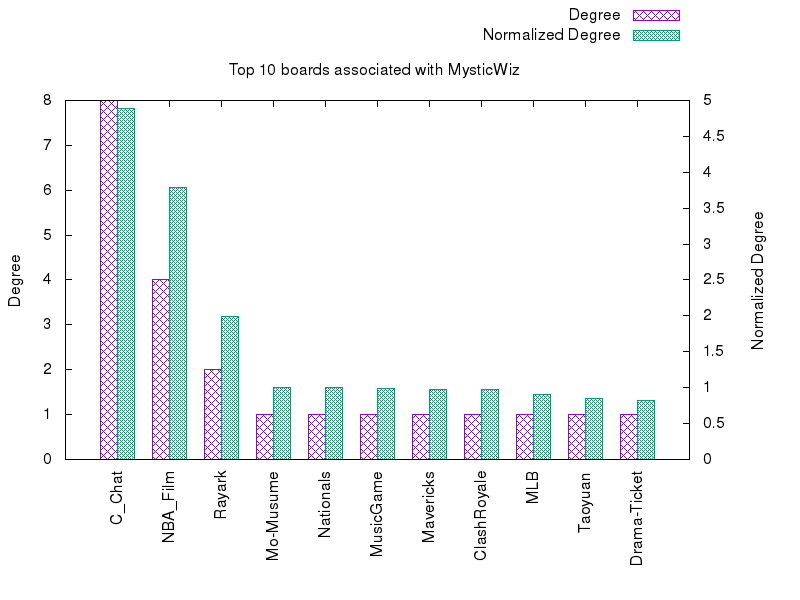 Degree
Normalized Degree
Top 10 boards associated with MysticWiz
8
7
6
5
4
3
2
1
0
Degree
5
4.5
4
3.5
3
2.5
2
1.5
1
0.5
0
Normalized Degree
C_Chat
NBA_Film
Rayark
Mo-Musume
Nationals
MusicGame
Mavericks
ClashRoyale
MLB
Taoyuan
Drama-Ticket